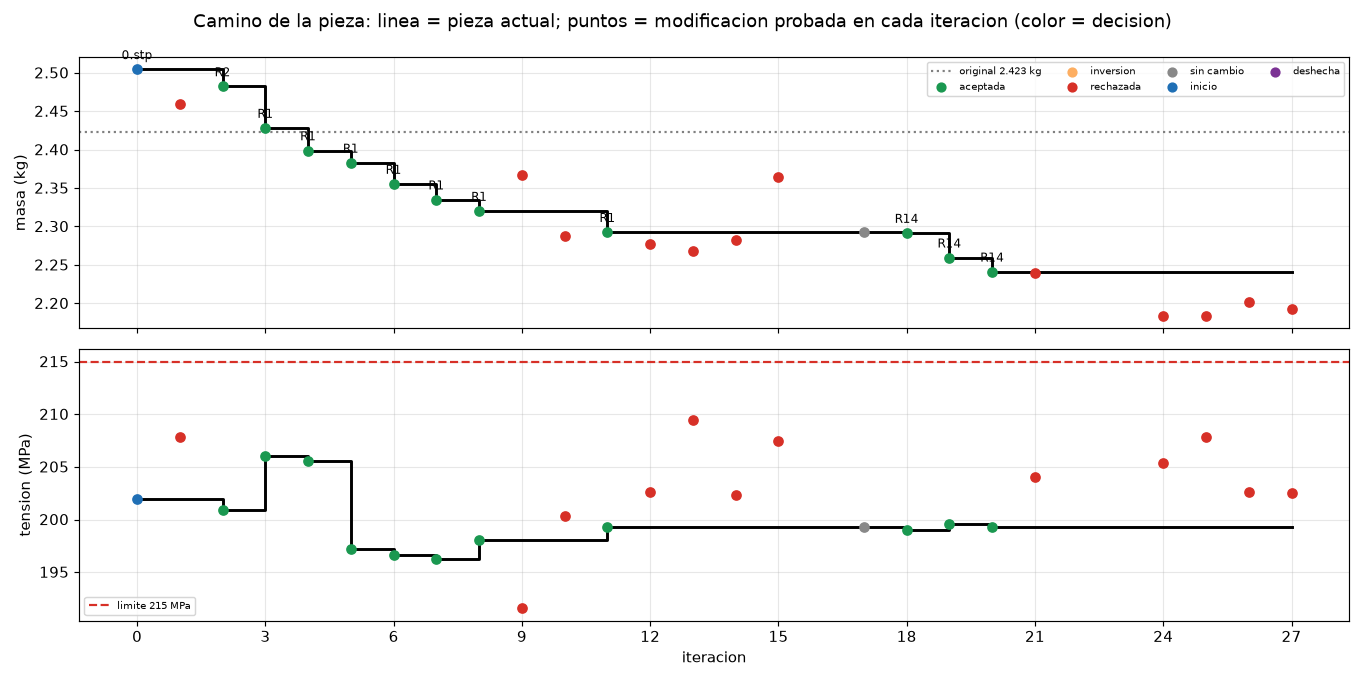 Camino de la pieza: linea = pieza actual; puntos = modificacion probada en cada iteracion (color = decision)
0.stp
R2
R1
R1
R1
R1
R1
R1
R1
R14
R14
R14
original 2.423 kg
aceptada
inversion
rechazada
sin cambio
inicio
deshecha
masa (kg)
2.50
2.45
2.40
2.35
2.30
2.25
2.20
tension (MPa)
215
210
205
200
195
limite 215 MPa
0 3 6 9 12 15 18 21 24 27
iteracion